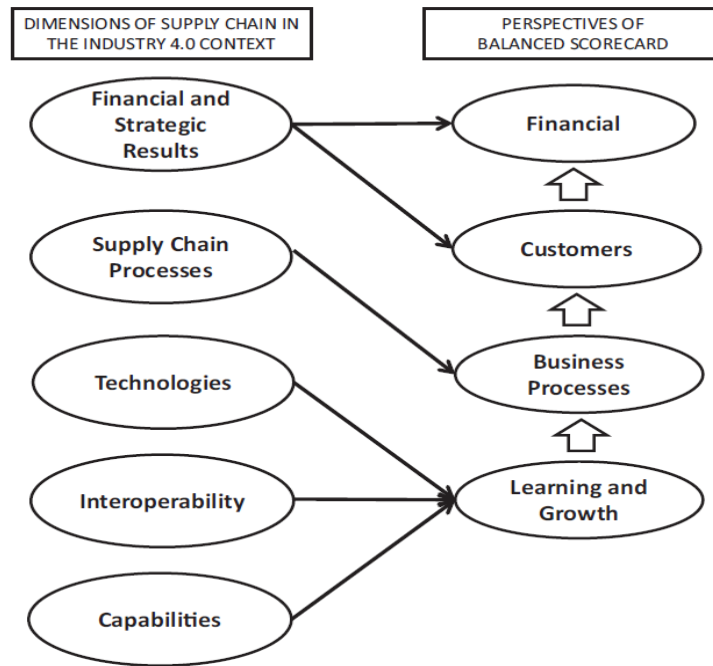 DIMENSIONS OF SUPPLY CHAIN IN
THE INDUSTRY 4.0 CONTEXT
PERSPECTIVES OF
BALANCED SCORECARD
Financial and
Strategic
Results
Financial
Supply Chain
Processes
Customers
Technologies
Business
Processes
Interoperability
Learning and
Growth
Capabilities